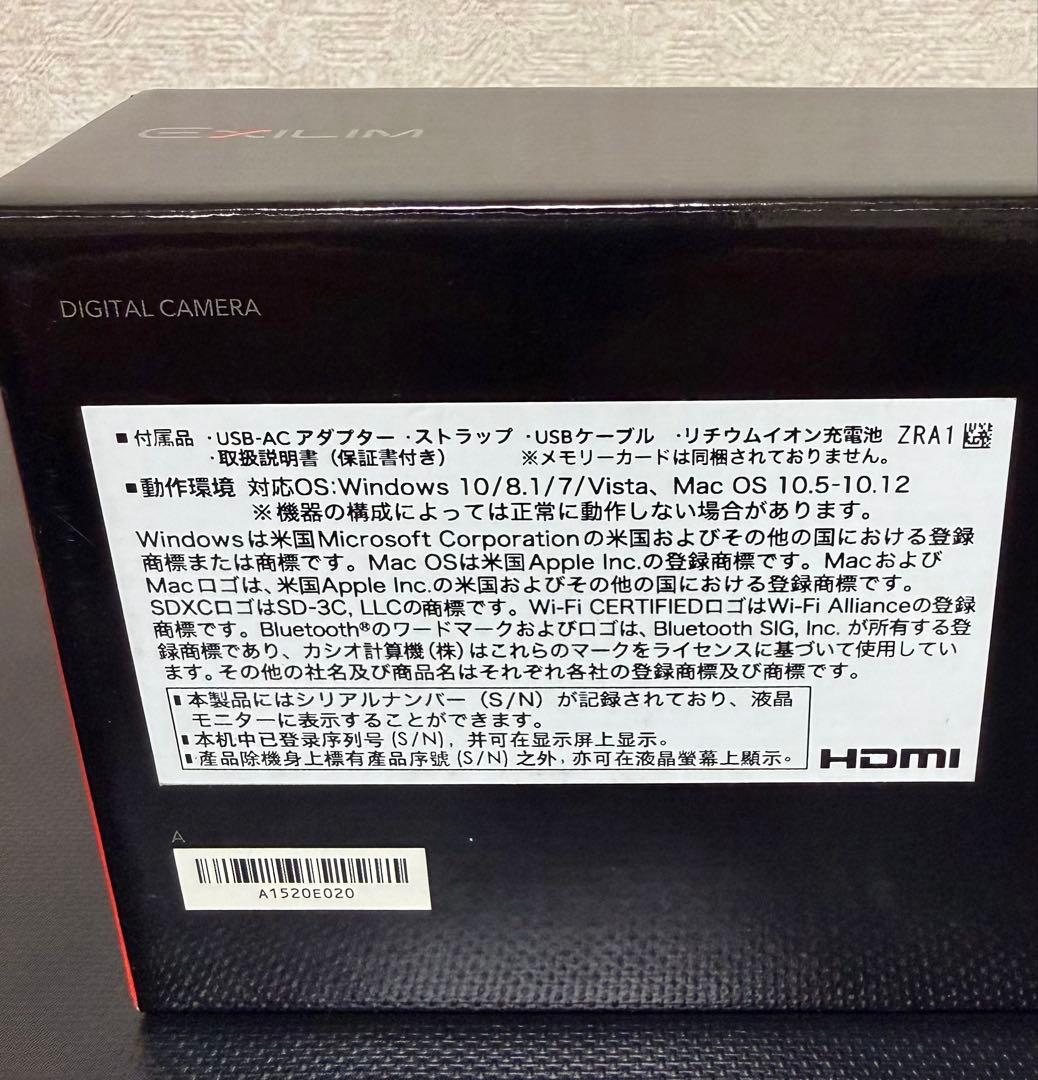 EXILIM
DIGITAL CAMERA
■付属品 ・USB-ACアダプター ・ストラップ ・USBケーブル ・リチウムイオン充電池 ZRA1
・取扱説明書（保証書付き） ※メモリーカードは同梱されておりません。
■動作環境 対応OS:Windows 10/8.1/7/Vista、Mac OS 10.5-10.12
※機器の構成によっては正常に動作しない場合があります。
Windowsは米国Microsoft Corporationの米国およびその他の国における登録
商標または商標です。Mac OSは米国Apple Inc.の登録商標です。Macおよび
Macロゴは、米国Apple Inc.の米国およびその他の国における登録商標です。
SDXCロゴはSD-3C, LLCの商標です。Wi-Fi CERTIFIEDロゴはWi-Fi Allianceの登録
商標です。Bluetooth®のワードマークおよびロゴは、Bluetooth SIG, Inc. が所有する登
録商標であり、カシオ計算機(株)はこれらのマークをライセンスに基づいて使用してい
ます。その他の社名及び商品名はそれぞれ各社の登録商標及び商標です。
■本製品にはシリアルナンバー（S/N）が記録されており、液晶
モニターに表示することができます。
■本机中已登录序列号(S/N)，并可在显示屏上显示。
■產品除機身上標有產品序號(S/N)之外，亦可在液晶螢幕上顯示。
HDMI
A
A1520E020